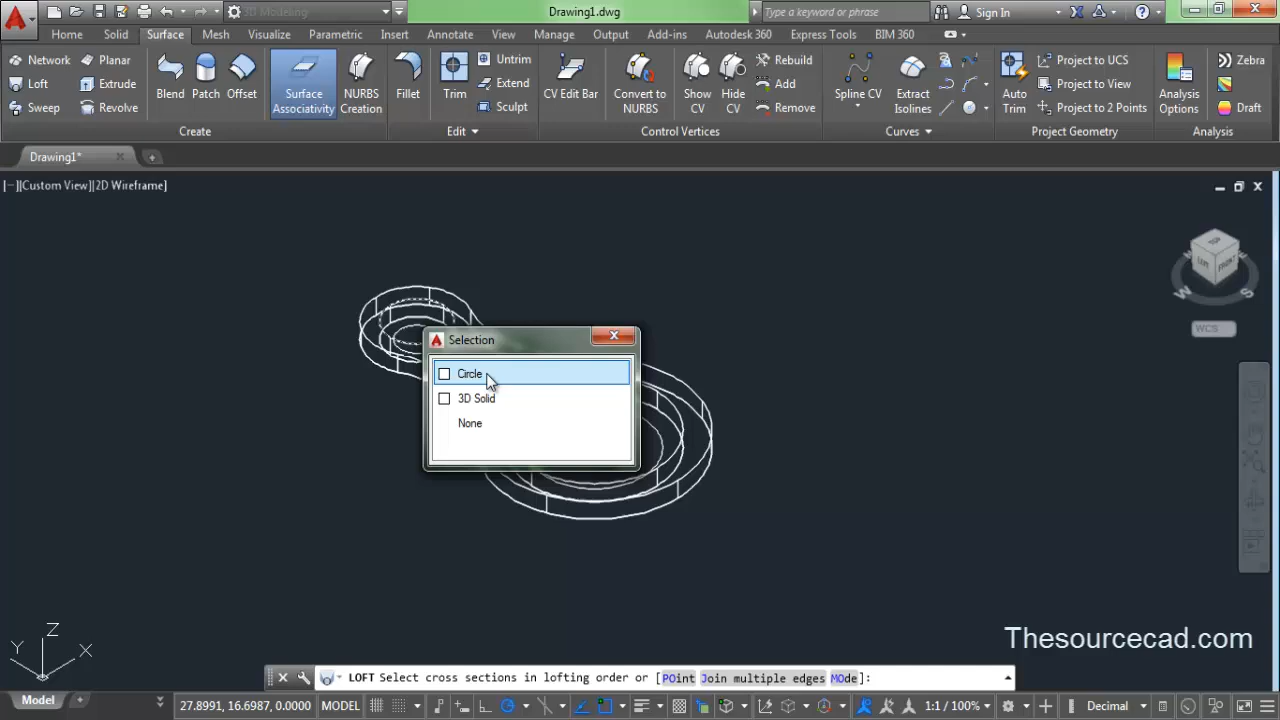 3D Modeling
Drawing1.dwg
Type a keyword or phrase
Sign In
Home Solid Surface Mesh Visualize Parametric Insert Annotate View Manage Output Add-ins Autodesk 360 Express Tools BIM 360
Network Planar
Loft Extrude
Sweep Revolve
Blend Patch Offset
Surface
Associativity
NURBS
Creation
Fillet
Trim
Untrim
Extend
Sculpt
CV Edit Bar
Convert to
NURBS
Show
CV
Hide
CV
Rebuild
Add
Remove
Spline CV
Extract
Isolines
Auto
Trim
Project to UCS
Project to View
Project to 2 Points
Analysis
Options
Zebra
Draft
Create Edit Control Vertices Curves Project Geometry Analysis
Drawing1*
[−][Custom View][2D Wireframe]
TOP
LEFT
FRONT
W
S
WCS
Selection
Circle
3D Solid
None
Z
Y
X
Thesourcecad.com
LOFT Select cross sections in lofting order or [POint Join multiple edges MOde]:
Model
27.8991, 16.6987, 0.0000 MODEL
1:1 / 100%
Decimal